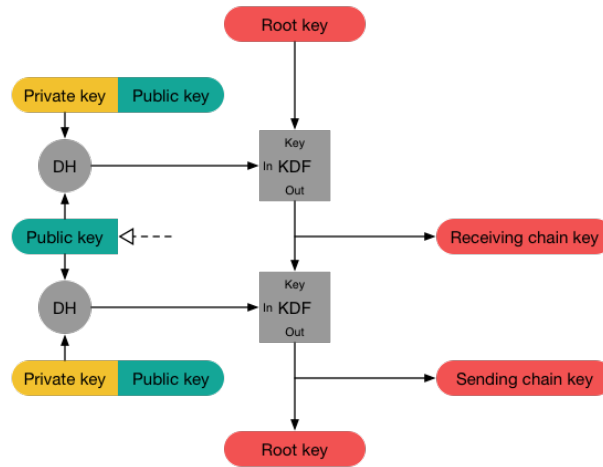 Root key
Private key Public key
Key
DH
In KDF
Out
Public key
Receiving chain key
Key
DH
In KDF
Out
Private key Public key
Sending chain key
Root key